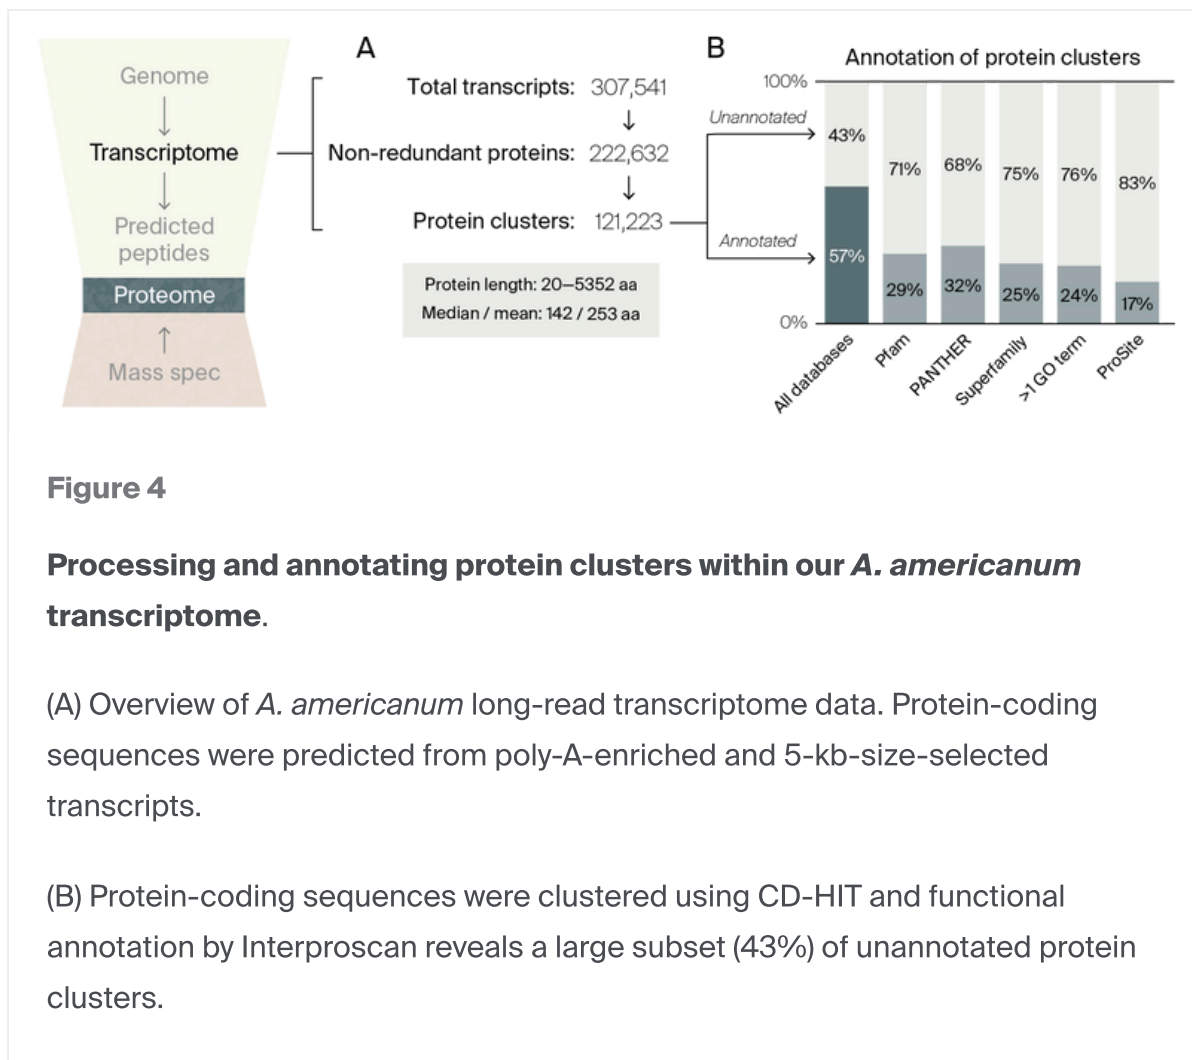 Genome
Transcriptome
Predicted
peptides
Proteome
Mass spec
A
Total transcripts: 307,541
Non-redundant proteins: 222,632
Protein clusters: 121,223
Protein length: 20–5352 aa
Median / mean: 142 / 253 aa
B
Annotation of protein clusters
100%
Unannotated
Annotated
0%
43%
71%
68%
75%
76%
83%
57%
29%
32%
25%
24%
17%
All databases
Pfam
PANTHER
Superfamily
>1 GO term
ProSite
Figure 4
Processing and annotating protein clusters within our A. americanum
transcriptome.
(A) Overview of A. americanum long-read transcriptome data. Protein-coding
sequences were predicted from poly-A-enriched and 5-kb-size-selected
transcripts.
(B) Protein-coding sequences were clustered using CD-HIT and functional
annotation by Interproscan reveals a large subset (43%) of unannotated protein
clusters.